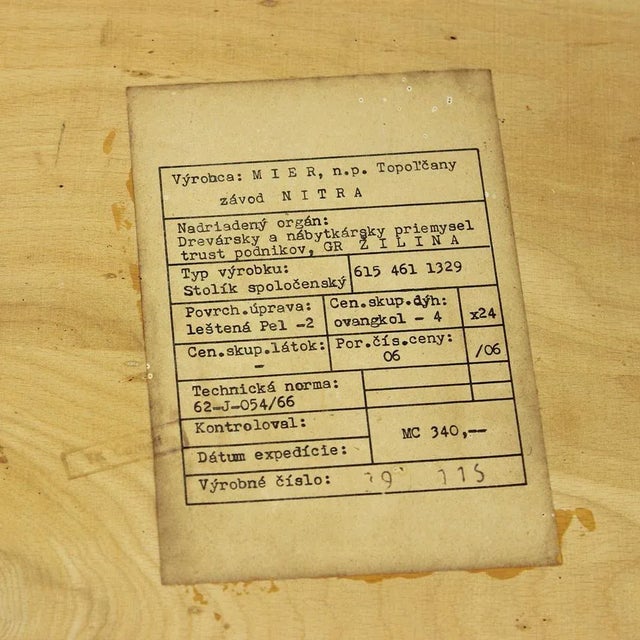 Výrobca: M I E R, n.p. Topoľčany
závod N I T R A
Nadriadený orgán:
Drevársky a nábytkársky priemysel
trust podnikov, GR Ž I L I N A
Typ výrobku:
Stolík spoločenský
615 461 1329
Povrch.úprava:
leštená Pel -2
Cen.skup.dýh:
ovangkol - 4
x24
Cen.skup.látok:
-
Por.čís.ceny:
06
/06
Technická norma:
62-J-054/66
Kontroloval:
MC 340,--
Dátum expedície:
Výrobné číslo:
115